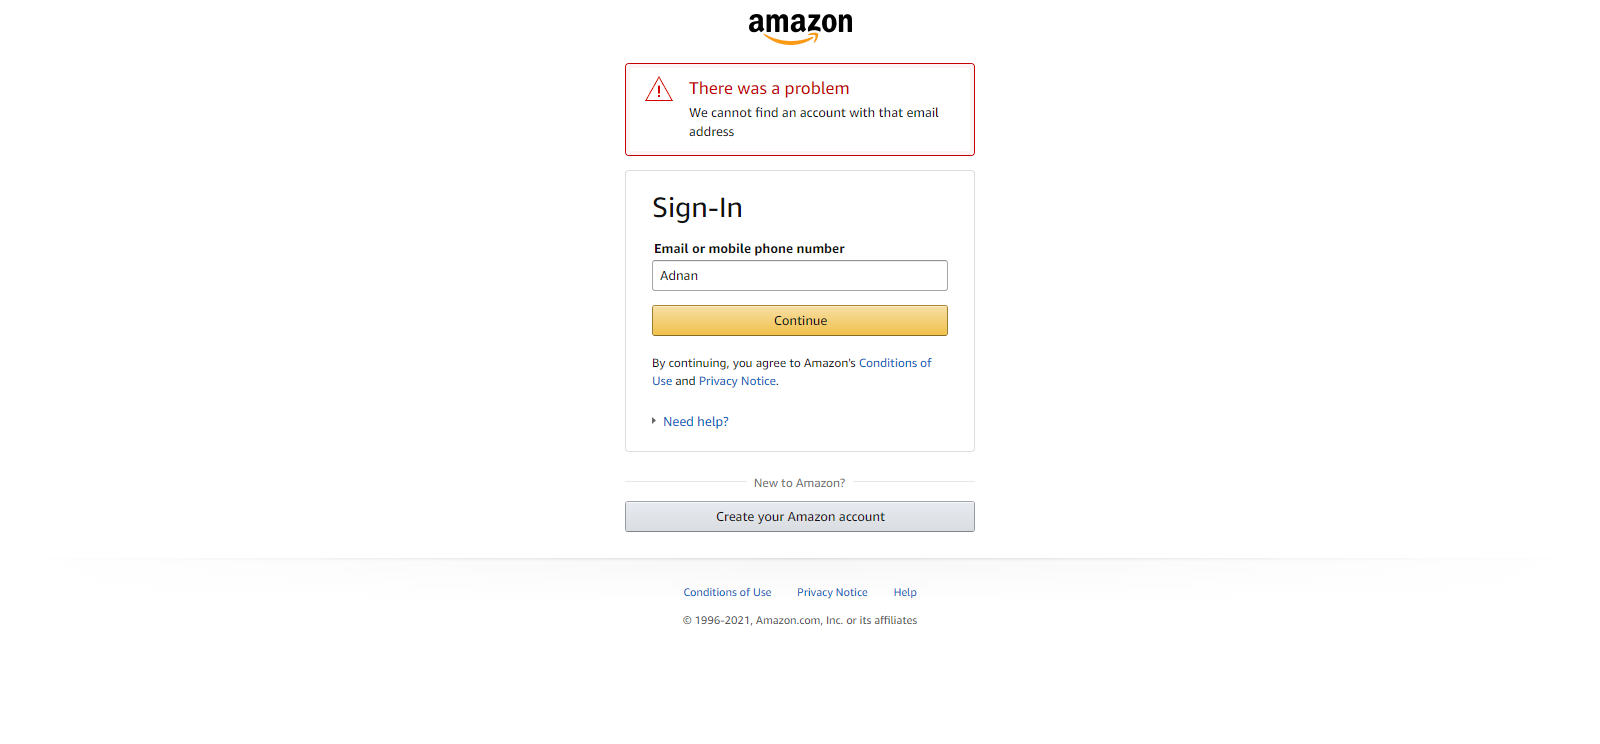 amazon
There was a problem
We cannot find an account with that email
address
Sign-In
Email or mobile phone number
Adnan
Continue
By continuing, you agree to Amazon's Conditions of
Use and Privacy Notice.
Need help?
New to Amazon?
Create your Amazon account
Conditions of Use Privacy Notice Help
© 1996-2021, Amazon.com, Inc. or its affiliates